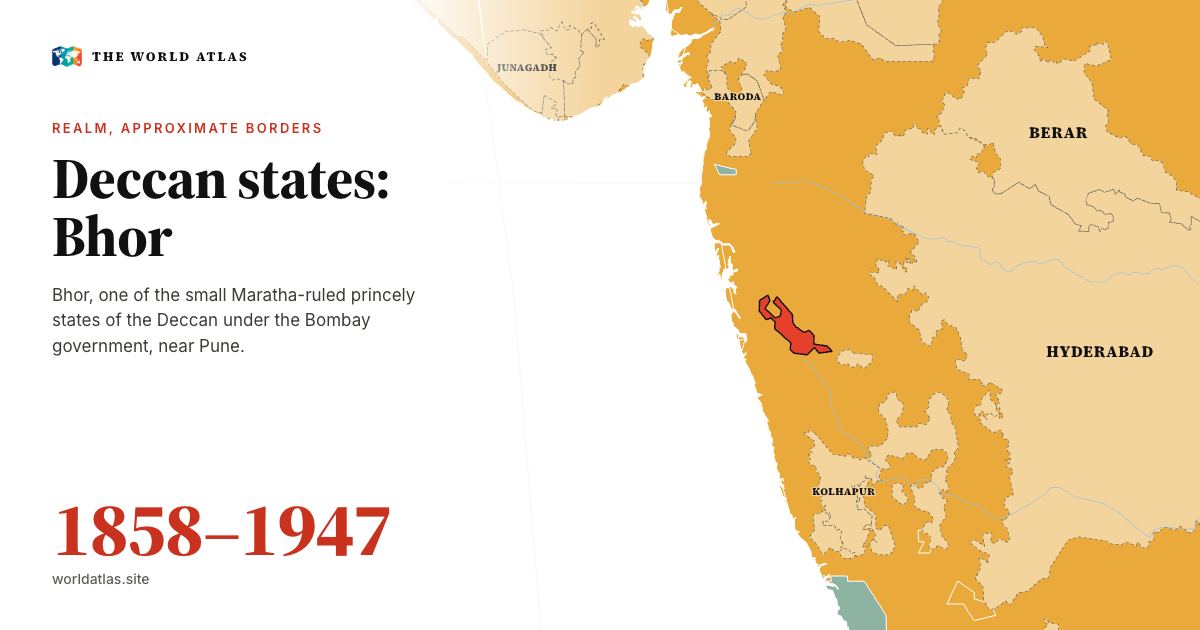 THE WORLD ATLAS
REALM, APPROXIMATE BORDERS
Deccan states:
Bhor
Bhor, one of the small Maratha-ruled princely
states of the Deccan under the Bombay
government, near Pune.
1858–1947
worldatlas.site
JUNAGADH
BARODA
BERAR
HYDERABAD
KOLHAPUR